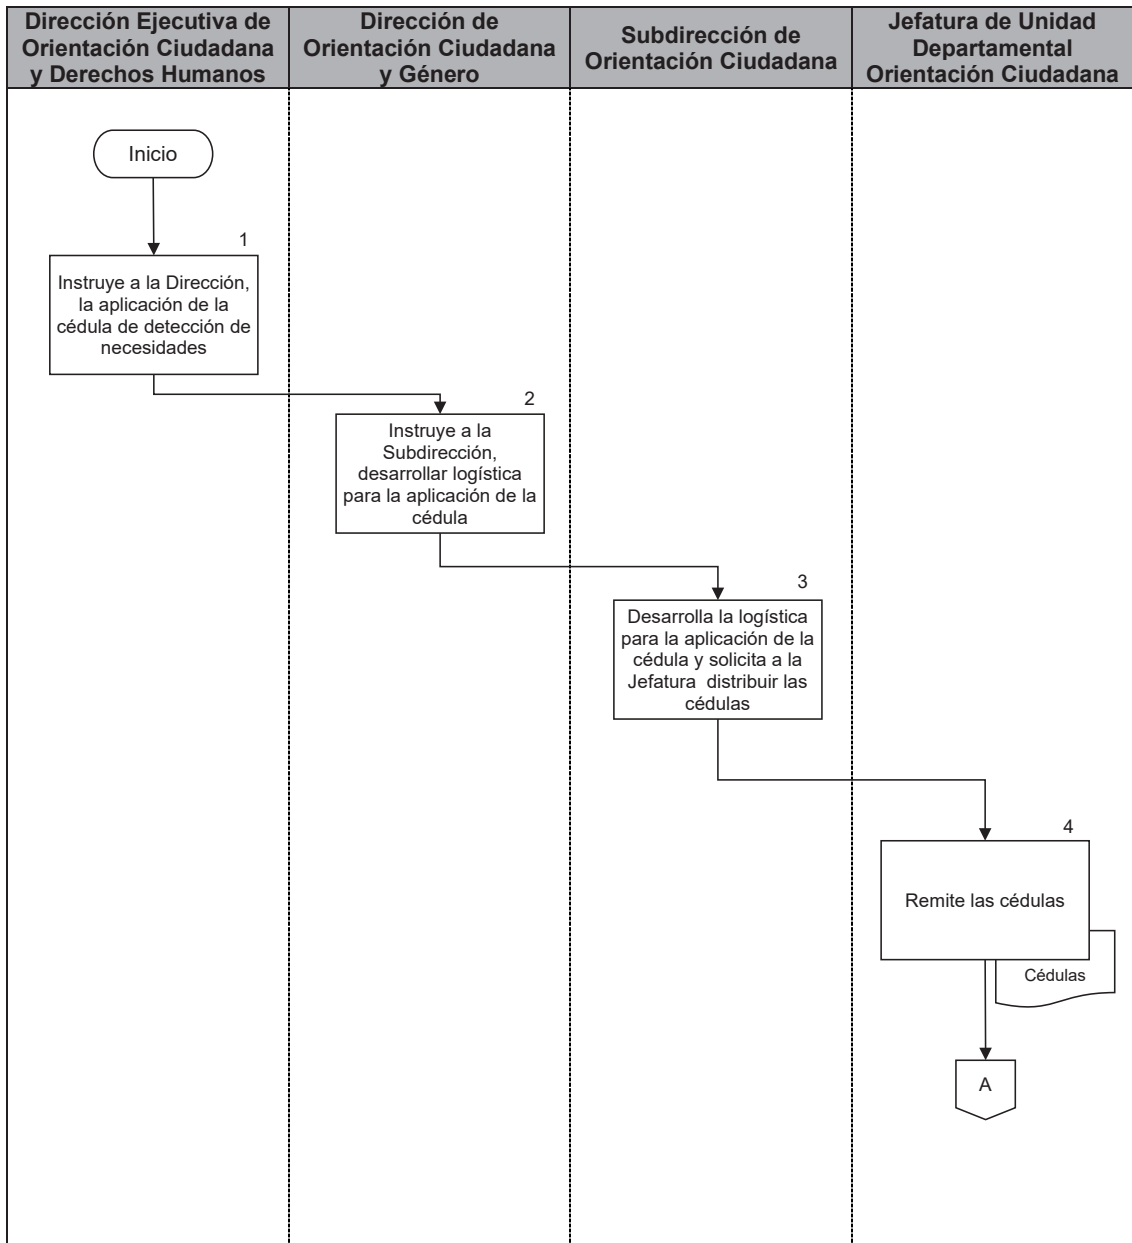 Dirección Ejecutiva de
Orientación Ciudadana
y Derechos Humanos
Dirección de
Orientación Ciudadana
y Género
Subdirección de
Orientación Ciudadana
Jefatura de Unidad
Departamental
Orientación Ciudadana
Inicio
1
Instruye a la Dirección,
la aplicación de la
cédula de detección de
necesidades
2
Instruye a la
Subdirección,
desarrollar logística
para la aplicación de la
cédula
3
Desarrolla la logística
para la aplicación de la
cédula y solicita a la
Jefatura  distribuir las
cédulas
4
Remite las cédulas
Cédulas
A